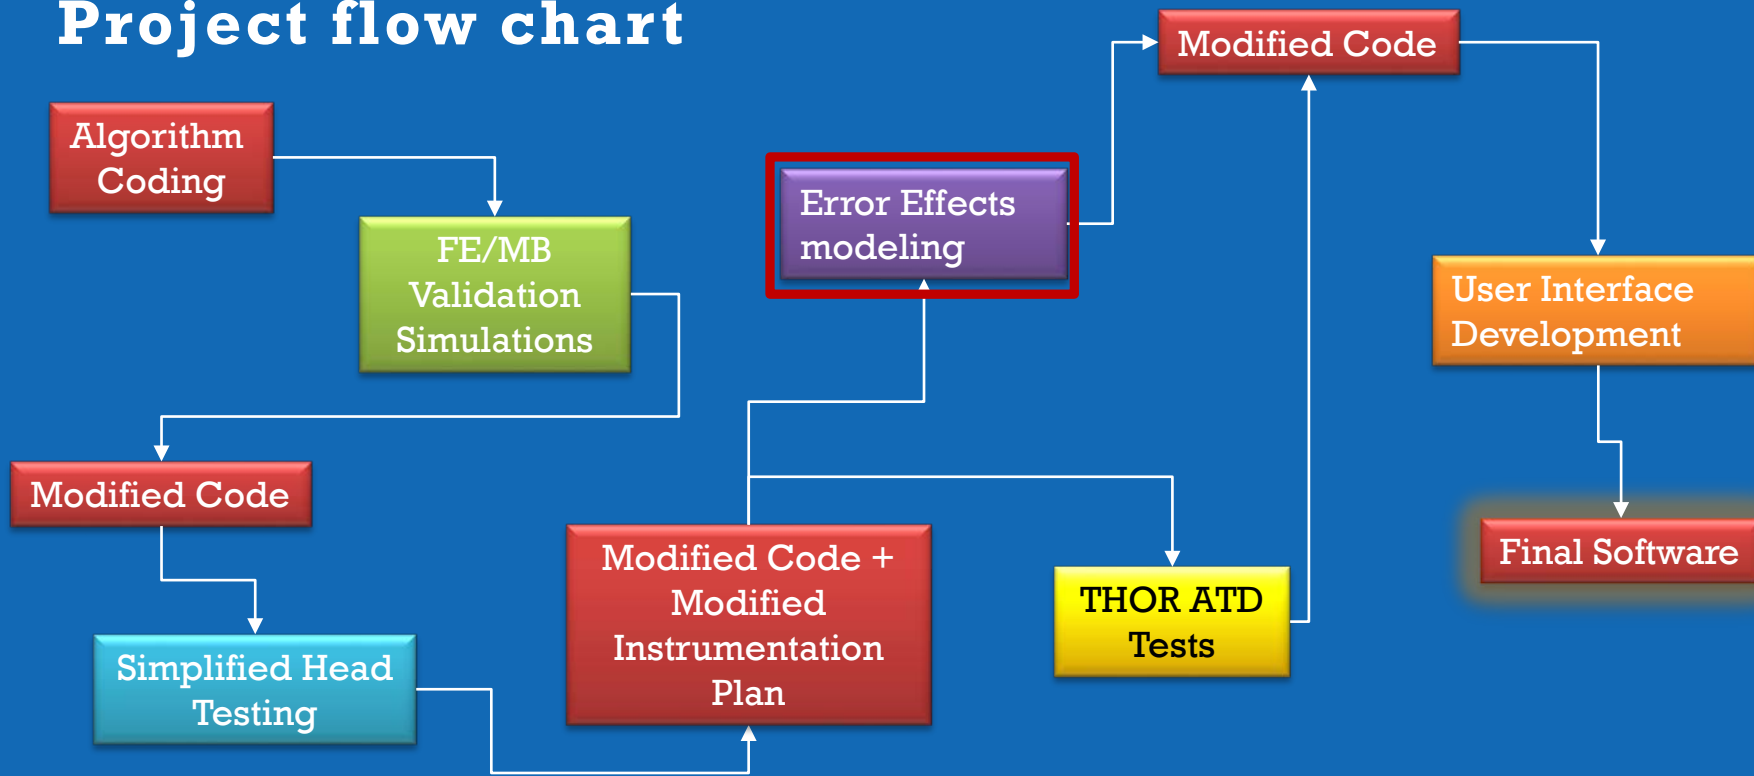 Project flow chart
Algorithm
Coding
FE/MB
Validation
Simulations
Modified Code
Simplified Head
Testing
Modified Code +
Modified
Instrumentation
Plan
Error Effects
modeling
THOR ATD
Tests
Modified Code
User Interface
Development
Final Software